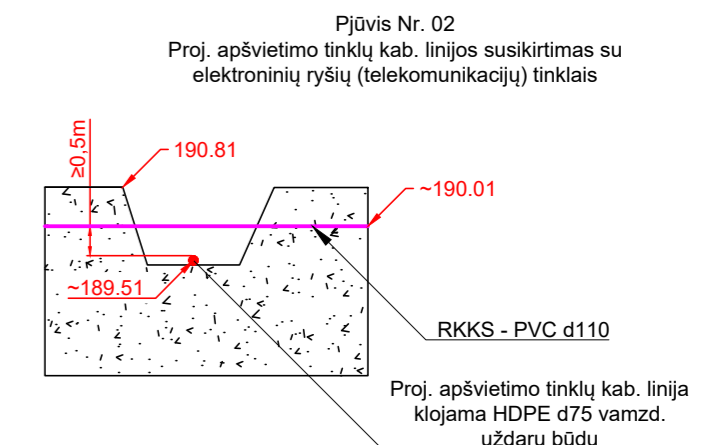 Pjūvis Nr. 02
Proj. apšvietimo tinklų kab. linijos susikirtimas su
elektroninių ryšių (telekomunikacijų) tinklais
≥0,5m
190.81
~190.01
~189.51
RKKS - PVC d110
Proj. apšvietimo tinklų kab. linija
klojama HDPE d75 vamzd.
uždaru būdu